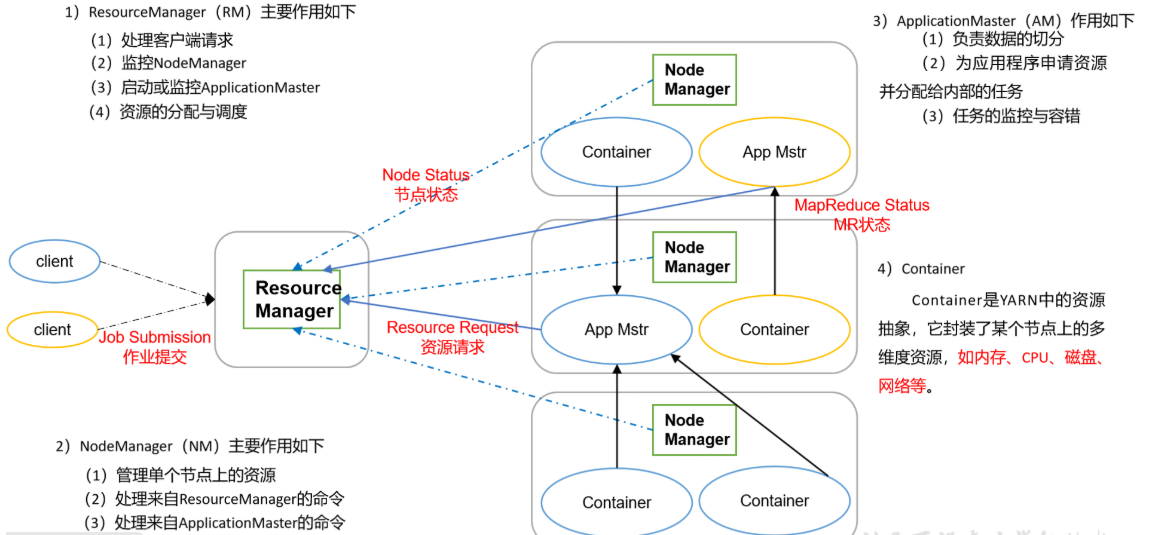 1）ResourceManager（RM）主要作用如下
（1）处理客户端请求
（2）监控NodeManager
（3）启动或监控ApplicationMaster
（4）资源的分配与调度
3）ApplicationMaster（AM）作用如下
（1）负责数据的切分
（2）为应用程序申请资源
并分配给内部的任务
（3）任务的监控与容错
Node
Manager
Container
App Mstr
Node Status
节点状态
MapReduce Status
MR状态
client
client
Job Submission
作业提交
Resource
Manager
Node
Manager
Resource Request
资源请求
App Mstr
Container
4）Container
Container是YARN中的资源
抽象，它封装了某个节点上的多
维度资源，如内存、CPU、磁盘、
网络等。
Node
Manager
Container
Container
2）NodeManager（NM）主要作用如下
（1）管理单个节点上的资源
（2）处理来自ResourceManager的命令
（3）处理来自ApplicationMaster的命令